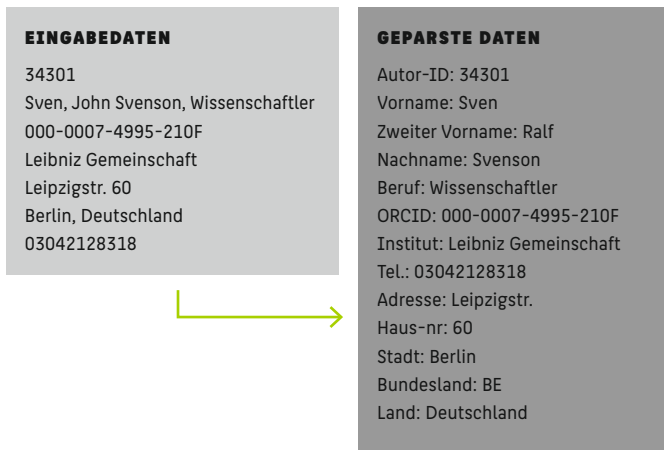 EINGABEDATEN
34301
Sven, John Svenson, Wissenschaftler
000-0007-4995-210F
Leibniz Gemeinschaft
Leipzigstr. 60
Berlin, Deutschland
03042128318
GEPARSTE DATEN
Autor-ID: 34301
Vorname: Sven
Zweiter Vorname: Ralf
Nachname: Svenson
Beruf: Wissenschaftler
ORCID: 000-0007-4995-210F
Institut: Leibniz Gemeinschaft
Tel.: 03042128318
Adresse: Leipzigstr.
Haus-nr: 60
Stadt: Berlin
Bundesland: BE
Land: Deutschland